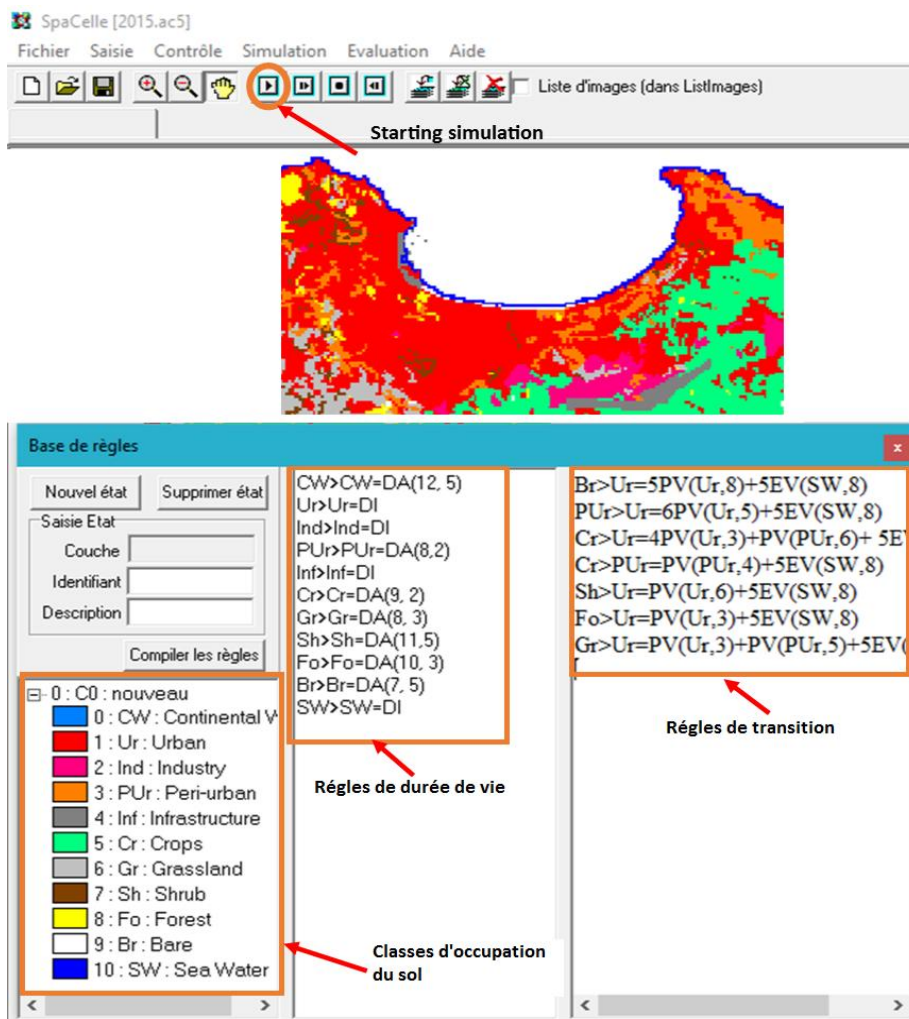 SpaCelle [2015.ac5]
Fichier Saisie Contrôle Simulation Evaluation Aide
Liste d'images (dans ListImages)
Starting simulation
Base de règles
x
Nouvel état Supprimer état
Saisie Etat
Couche
Identifiant
Description
Compiler les règles
0 : C0 : nouveau
0 : CW : Continental W
1 : Ur : Urban
2 : Ind : Industry
3 : PUr : Peri-urban
4 : Inf : Infrastructure
5 : Cr : Crops
6 : Gr : Grassland
7 : Sh : Shrub
8 : Fo : Forest
9 : Br : Bare
10 : SW : Sea Water
CW>CW=DA(12, 5)
Ur>Ur=DI
Ind>Ind=DI
PUr>PUr=DA(8,2)
Inf>Inf=DI
Cr>Cr=DA(9, 2)
Gr>Gr=DA(8, 3)
Sh>Sh=DA(11,5)
Fo>Fo=DA(10, 3)
Br>Br=DA(7, 5)
SW>SW=DI
Régles de durée de vie
Classes d'occupation
du sol
Br>Ur=5PV(Ur,8)+5EV(SW,8)
PUr>Ur=6PV(Ur,5)+5EV(SW,8)
Cr>Ur=4PV(Ur,3)+PV(PUr,6)+ 5EV
Cr>PUr=PV(PUr,4)+5EV(SW,8)
Sh>Ur=PV(Ur,6)+5EV(SW,8)
Fo>Ur=PV(Ur,3)+5EV(SW,8)
Gr>Ur=PV(Ur,3)+PV(PUr,5)+5EV(
Régles de transition